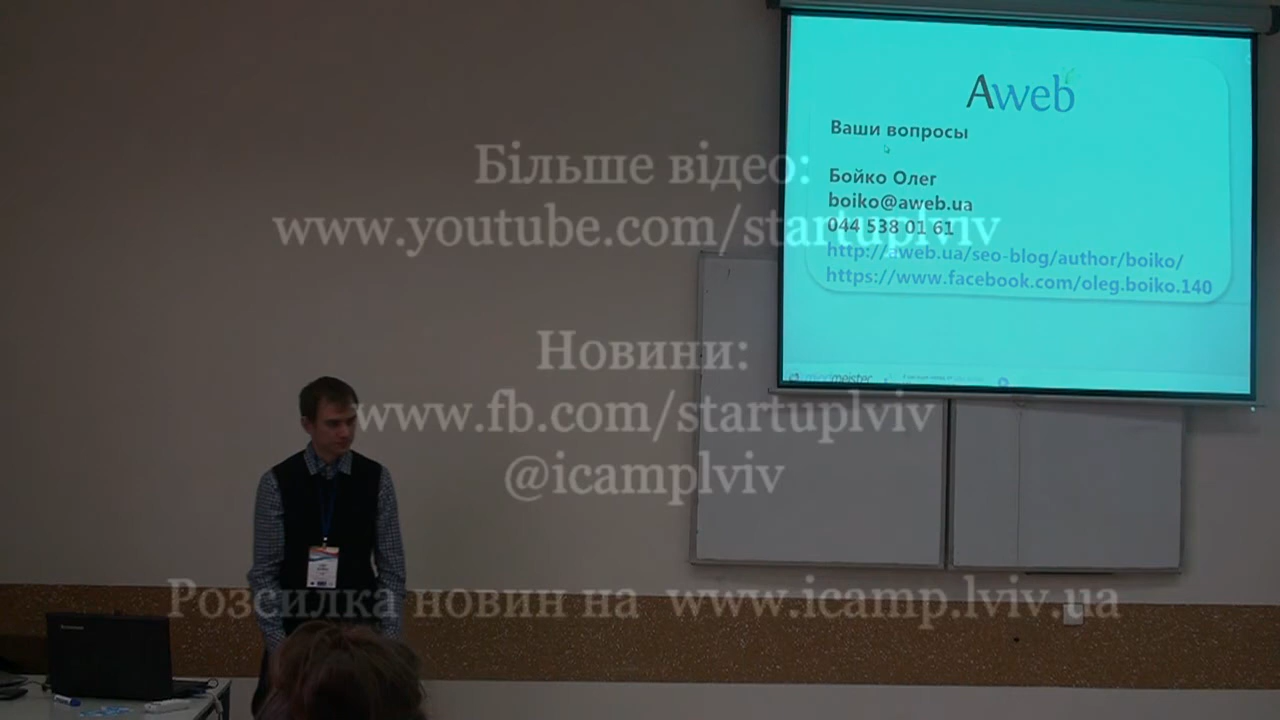 Aweb
Ваши вопросы
Бойко Олег
boiko@aweb.ua
044 538 01 61
http://aweb.ua/seo-blog/author/boiko/
https://www.facebook.com/oleg.boiko.140
mindmeister
Більше відео:
www.youtube.com/startuplviv
Новини:
www.fb.com/startuplviv
@icamplviv
Розсилка новин на www.icamp.lviv.ua